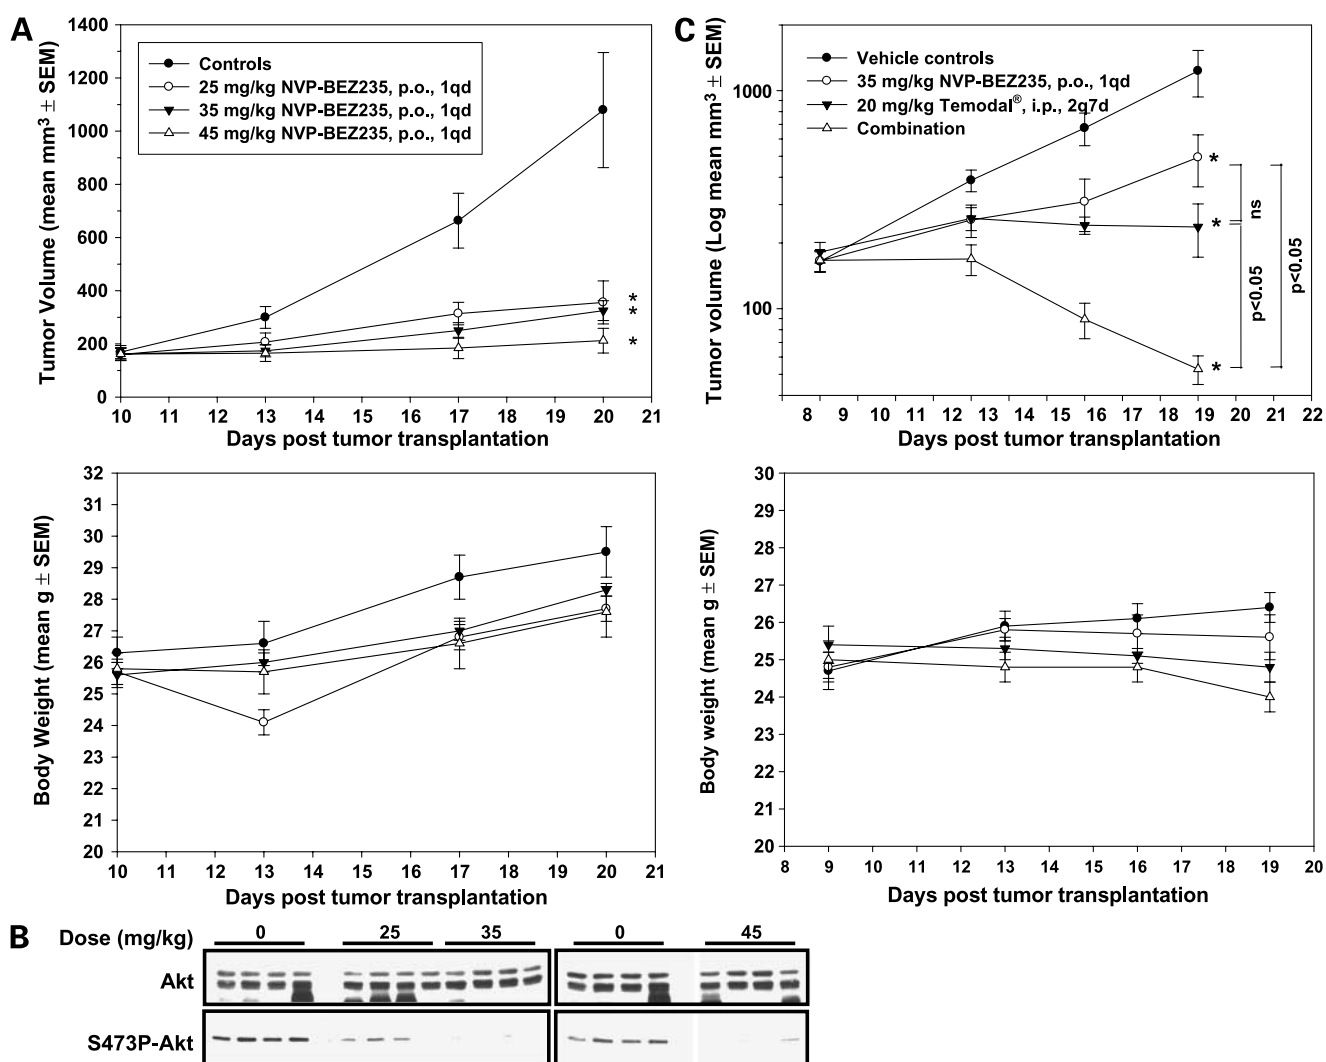 A
1400
1200
1000
800
600
400
200
0
Tumor Volume (mean mm³ ± SEM)
Controls
25 mg/kg NVP-BEZ235, p.o., 1qd
35 mg/kg NVP-BEZ235, p.o., 1qd
45 mg/kg NVP-BEZ235, p.o., 1qd
*
*
*
10 11 12 13 14 15 16 17 18 19 20 21
Days post tumor transplantation
C
1000
100
Tumor volume (Log mean mm³ ± SEM)
Vehicle controls
35 mg/kg NVP-BEZ235, p.o., 1qd
20 mg/kg Temodal®, i.p., 2q7d
Combination
*
*
*
ns
p<0.05
p<0.05
8 9 10 11 12 13 14 15 16 17 18 19 20 21 22
Days post tumor transplantation
32
31
30
29
28
27
26
25
24
23
22
21
20
Body Weight (mean g ± SEM)
10 11 12 13 14 15 16 17 18 19 20 21
Days post tumor transplantation
30
29
28
27
26
25
24
23
22
21
20
Body weight (mean g ± SEM)
8 9 10 11 12 13 14 15 16 17 18 19 20
Days post tumor transplantation
B
Dose (mg/kg) 0 25 35 0 45
Akt
S473P-Akt